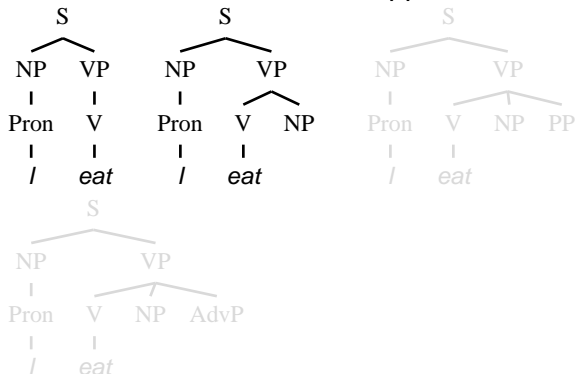 S S S
NP VP NP VP NP VP
Pron V Pron V NP Pron V NP PP
I eat I eat I eat
S
NP VP
Pron V NP AdvP
I eat